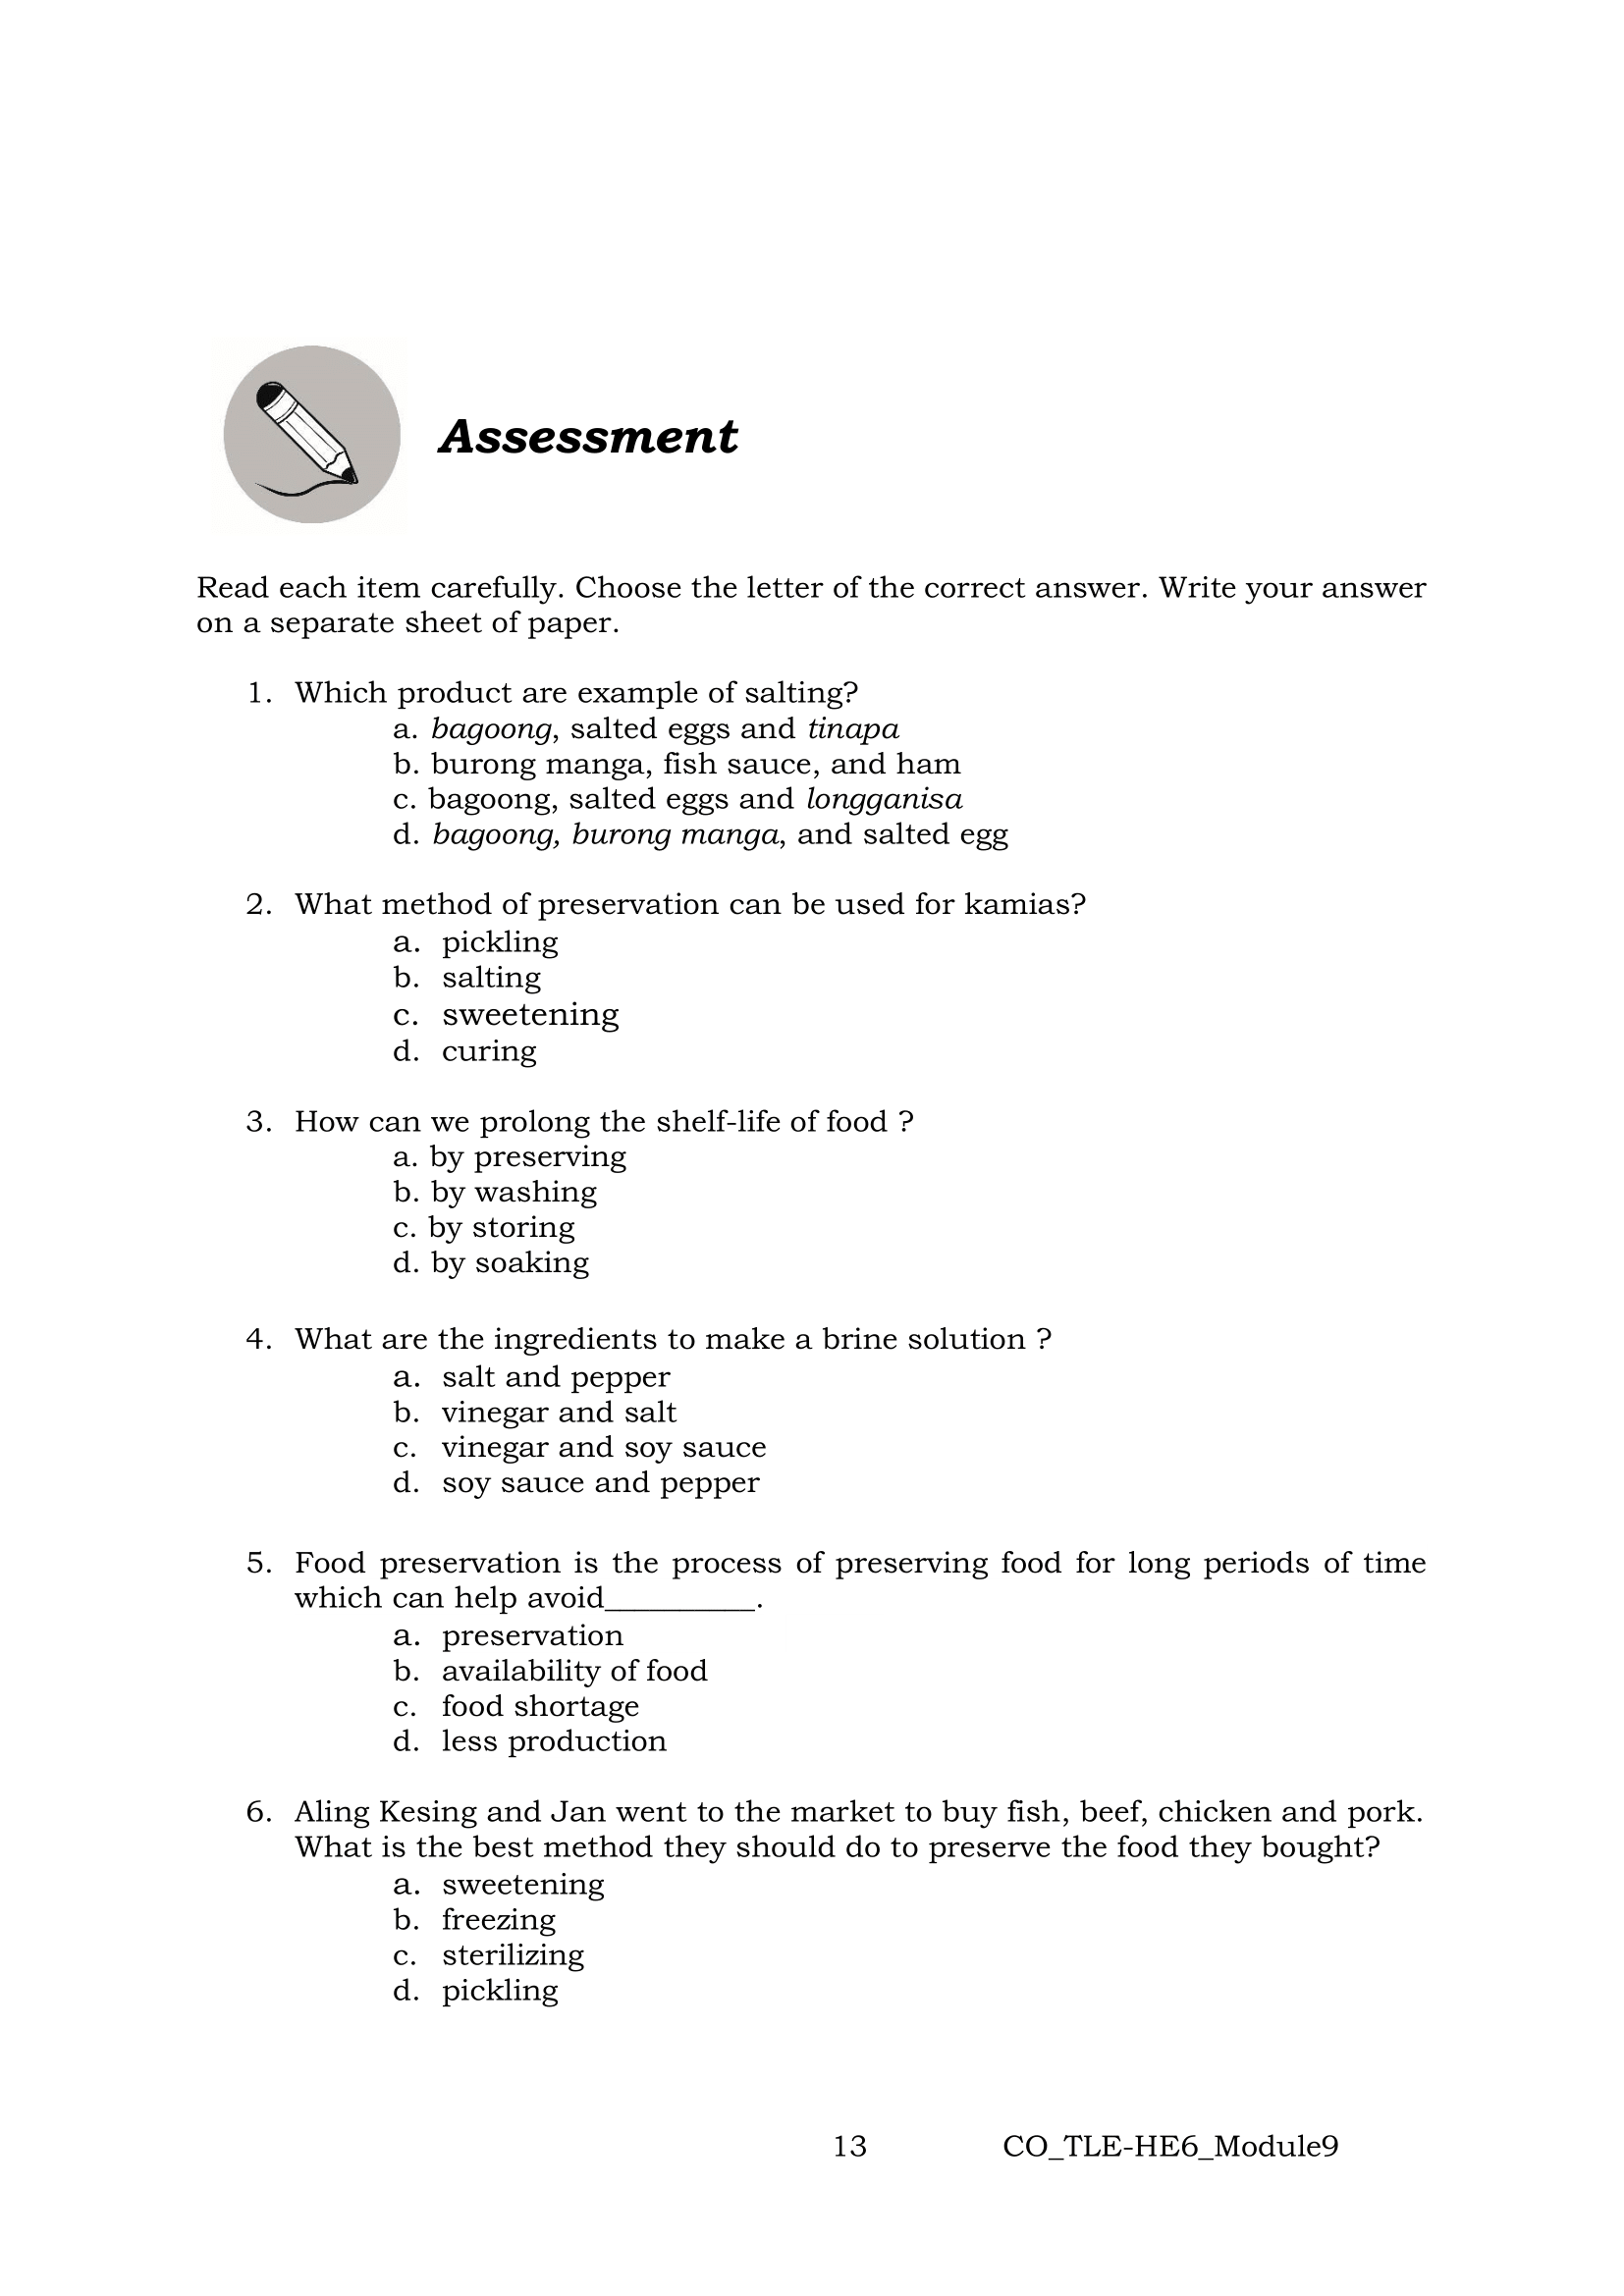 Assessment
Read each item carefully. Choose the letter of the correct answer. Write your answer
on a separate sheet of paper.
1. Which product are example of salting?
a. bagoong, salted eggs and tinapa
b. burong manga, fish sauce, and ham
c. bagoong, salted eggs and longganisa
d. bagoong, burong manga, and salted egg
2. What method of preservation can be used for kamias?
a. pickling
b. salting
c. sweetening
d. curing
3. How can we prolong the shelf-life of food ?
a. by preserving
b. by washing
c. by storing
d. by soaking
4. What are the ingredients to make a brine solution ?
a. salt and pepper
b. vinegar and salt
c. vinegar and soy sauce
d. soy sauce and pepper
5. Food preservation is the process of preserving food for long periods of time
which can help avoid__________.
a. preservation
b. availability of food
c. food shortage
d. less production
6. Aling Kesing and Jan went to the market to buy fish, beef, chicken and pork.
What is the best method they should do to preserve the food they bought?
a. sweetening
b. freezing
c. sterilizing
d. pickling
13 CO_TLE-HE6_Module9